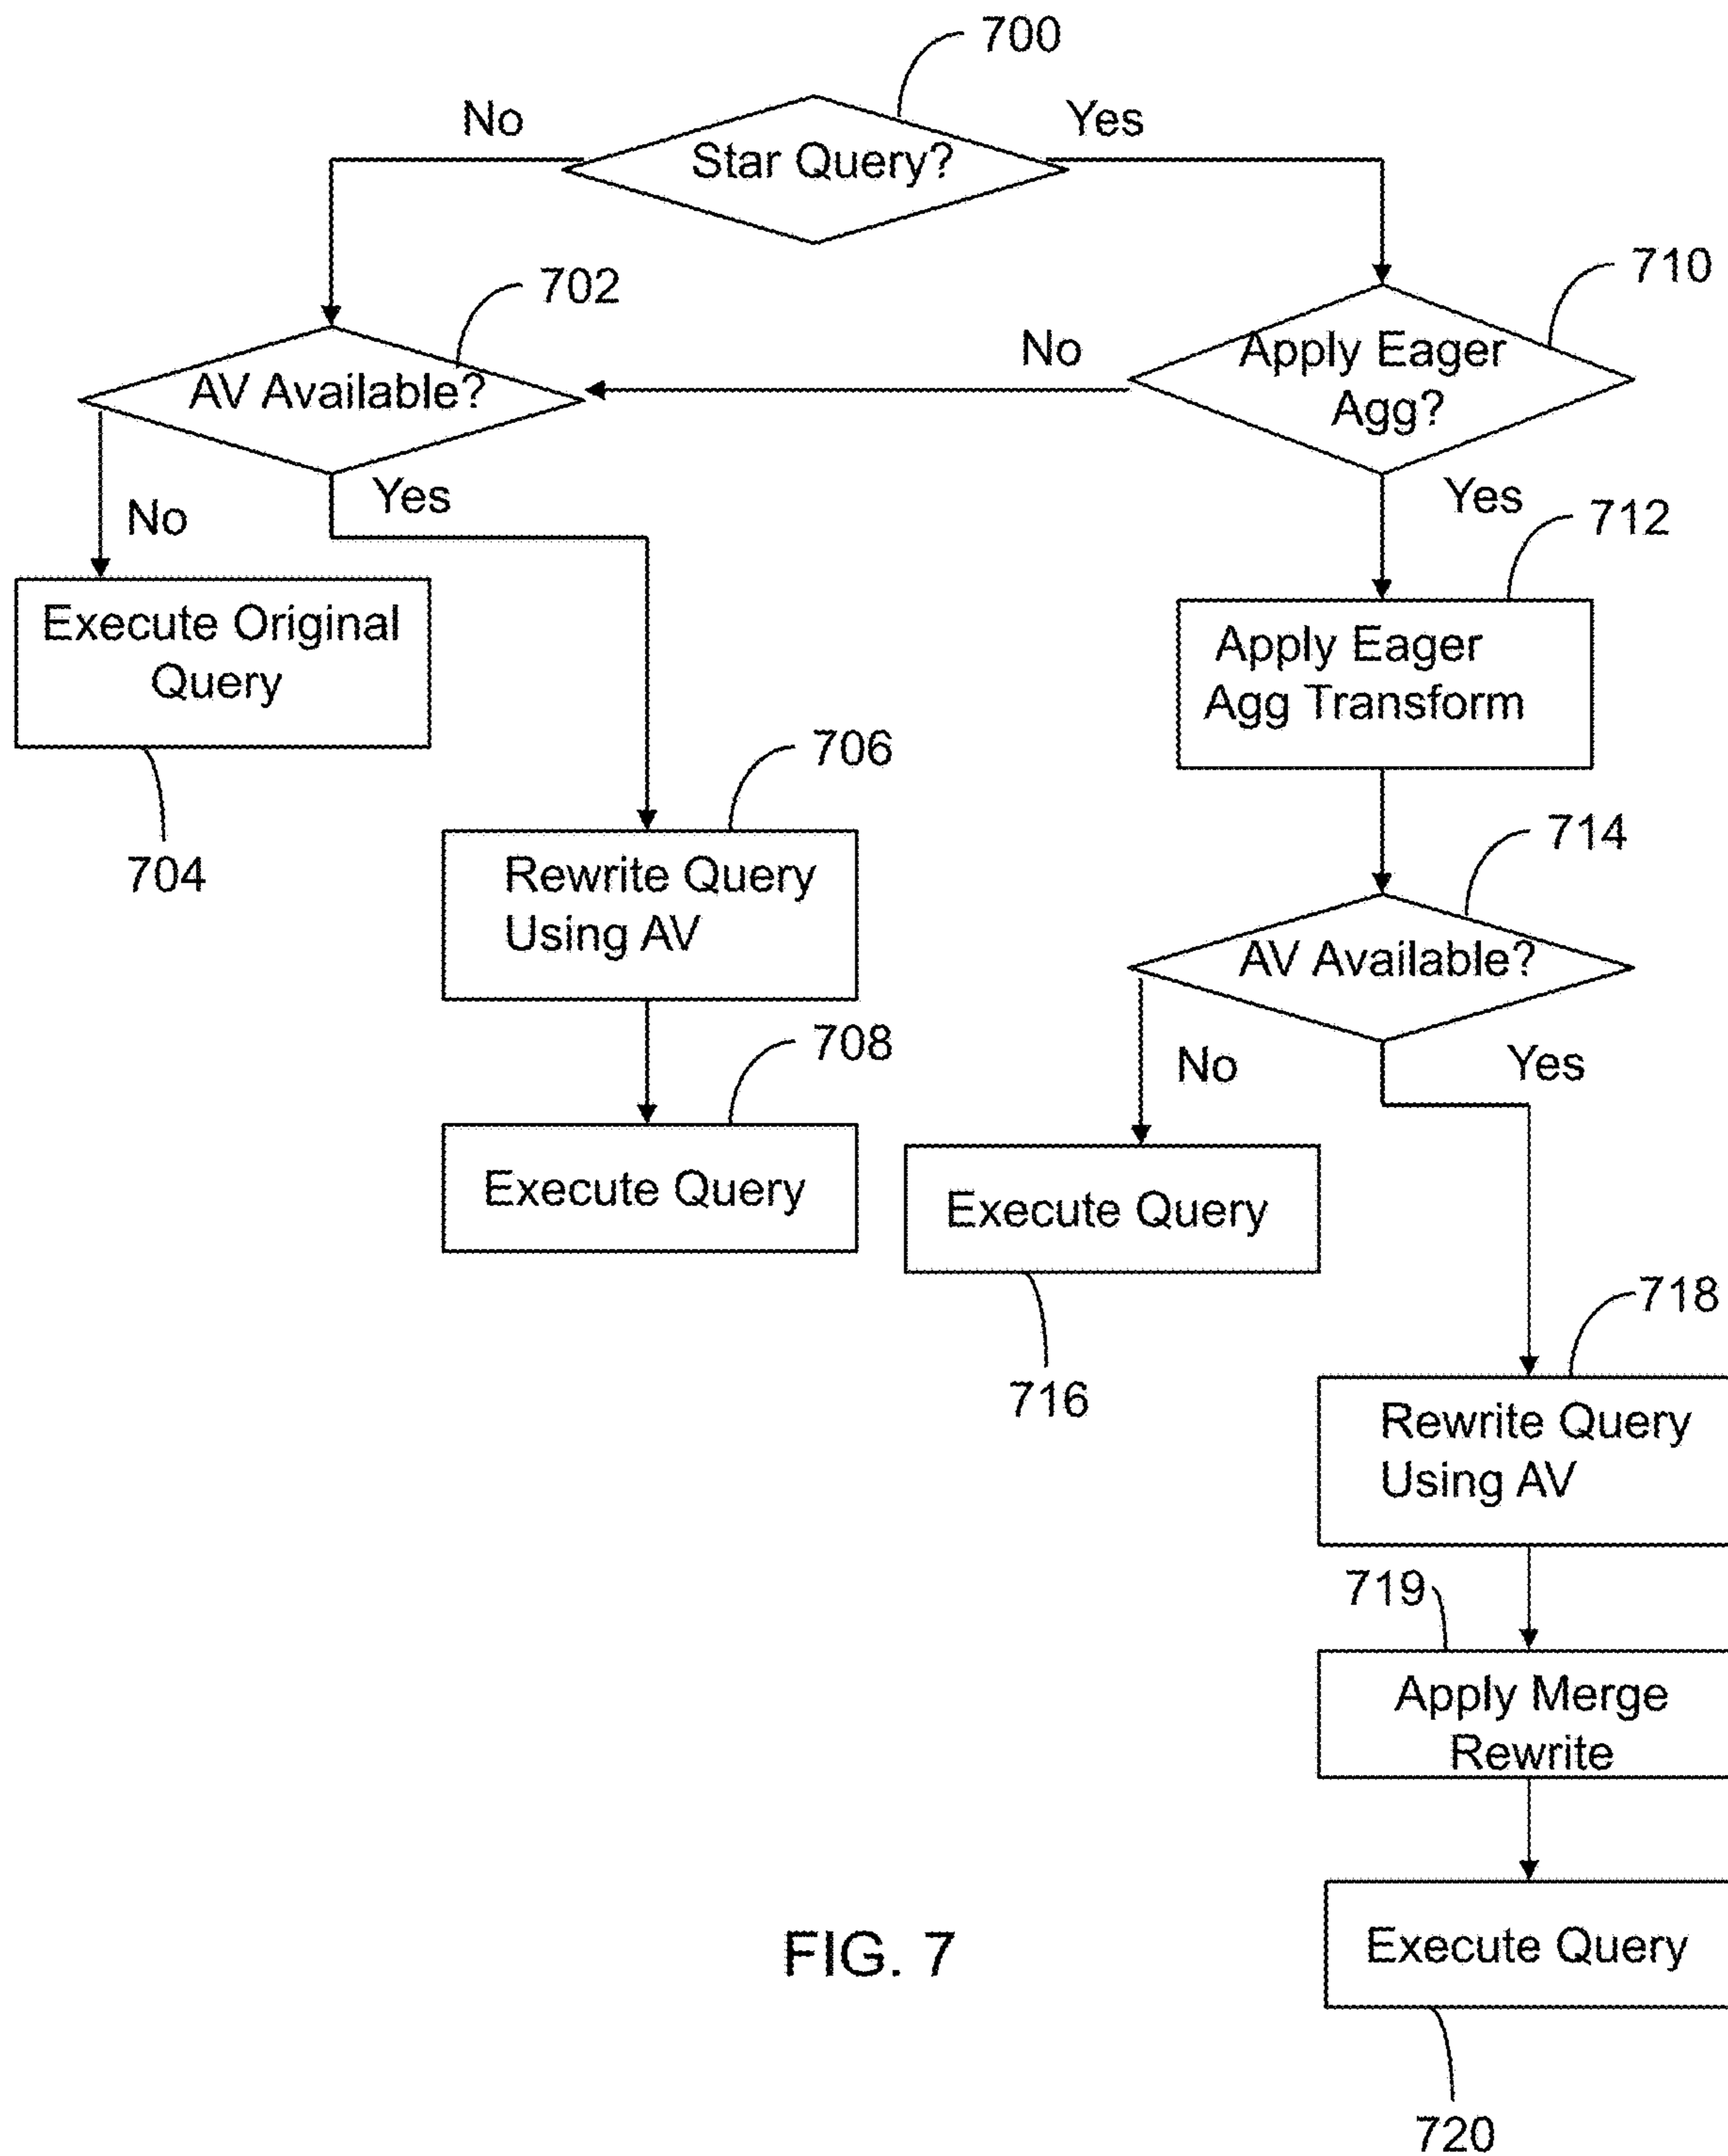 700
No
Yes
Star Query?
702
710
No
AV Available?
Apply Eager
Agg?
No
Yes
Yes
712
Execute Original
Query
Apply Eager
Agg Transform
704
706
714
Rewrite Query
Using AV
AV Available?
708
No
Yes
Execute Query
Execute Query
716
718
Rewrite Query
Using AV
719
Apply Merge
Rewrite
Execute Query
FIG. 7
720